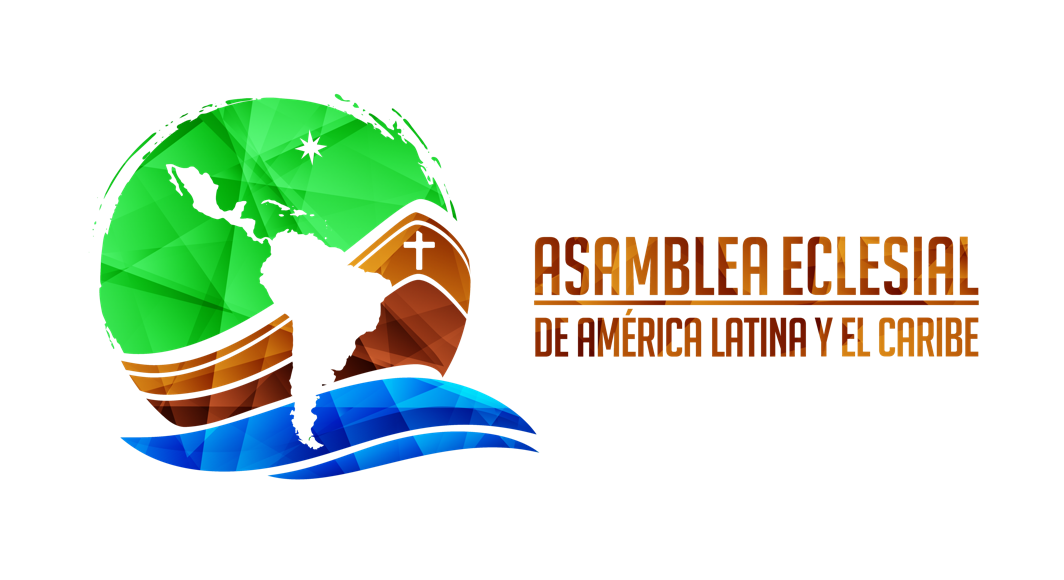 ASAMBLEA ECLESIAL
DE AMÉRICA LATINA Y EL CARIBE